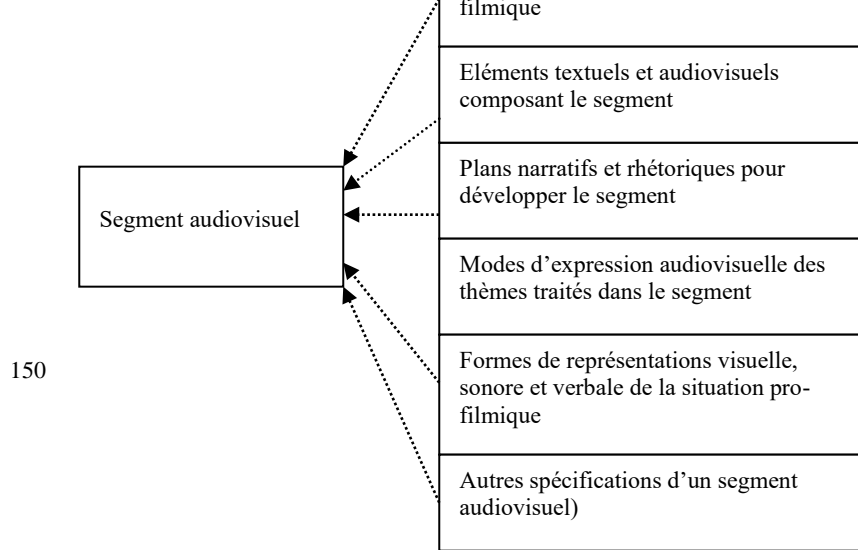 filmique
Eléments textuels et audiovisuels
composant le segment
Plans narratifs et rhétoriques pour
développer le segment
Segment audiovisuel
Modes d’expression audiovisuelle des
thèmes traités dans le segment
150
Formes de représentations visuelle,
sonore et verbale de la situation pro-
filmique
Autres spécifications d’un segment
audiovisuel)